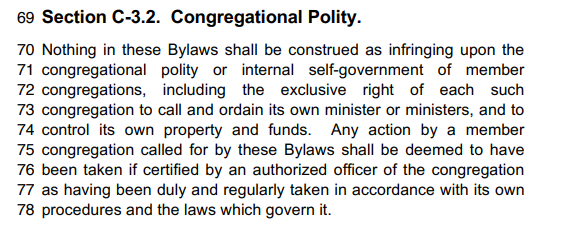 69 Section C-3.2. Congregational Polity.
70 Nothing in these Bylaws shall be construed as infringing upon the
71 congregational polity or internal self-government of member
72 congregations, including the exclusive right of each such
73 congregation to call and ordain its own minister or ministers, and to
74 control its own property and funds. Any action by a member
75 congregation called for by these Bylaws shall be deemed to have
76 been taken if certified by an authorized officer of the congregation
77 as having been duly and regularly taken in accordance with its own
78 procedures and the laws which govern it.